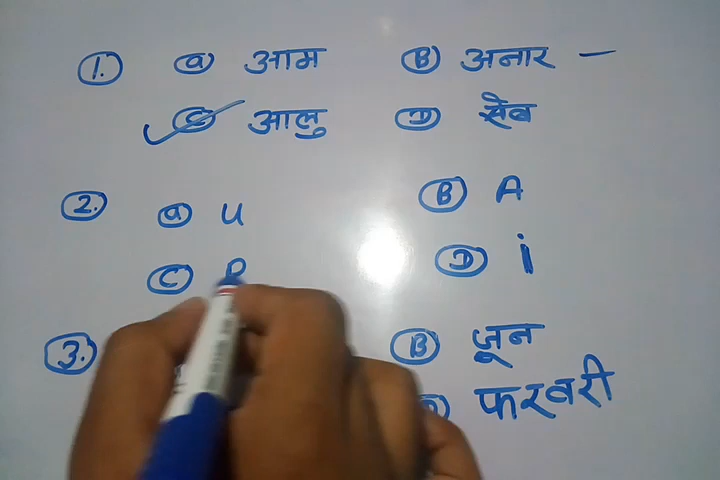 1. a आम B अनार –
C आलु D सेब
2. a u B A
C P D i
3. B जून
D फरवरी